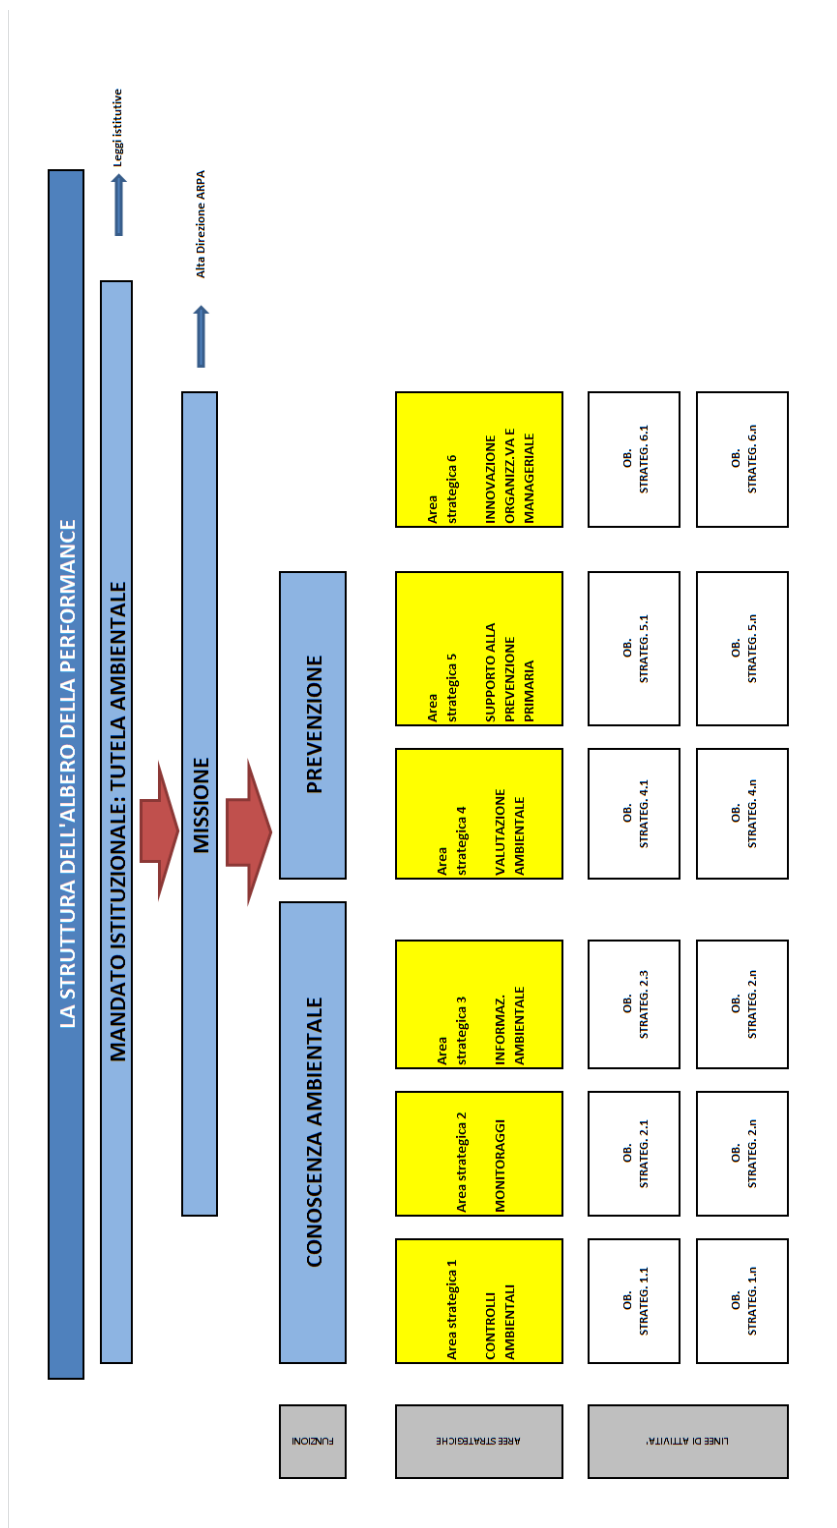 LA STRUTTURA DELL'ALBERO DELLA PERFORMANCE
MANDATO ISTITUZIONALE: TUTELA AMBIENTALE
Leggi istitutive
MISSIONE
Alta Direzione ARPA
FUNZIONI
CONOSCENZA AMBIENTALE
PREVENZIONE
AREE STRATEGICHE
Area strategica 1
CONTROLLI
AMBIENTALI
Area strategica 2
MONITORAGGI
Area
strategica 3
INFORMAZ.
AMBIENTALE
Area
strategica 4
VALUTAZIONE
AMBIENTALE
Area
strategica 5
SUPPORTO ALLA
PREVENZIONE
PRIMARIA
Area
strategica 6
INNOVAZIONE
ORGANIZZ.VA E
MANAGERIALE
LINEE DI ATTIVITA'
OB.
STRATEG. 1.1
OB.
STRATEG. 2.1
OB.
STRATEG. 2.3
OB.
STRATEG. 4.1
OB.
STRATEG. 5.1
OB.
STRATEG. 6.1
OB.
STRATEG. 1.n
OB.
STRATEG. 2.n
OB.
STRATEG. 2.n
OB.
STRATEG. 4.n
OB.
STRATEG. 5.n
OB.
STRATEG. 6.n